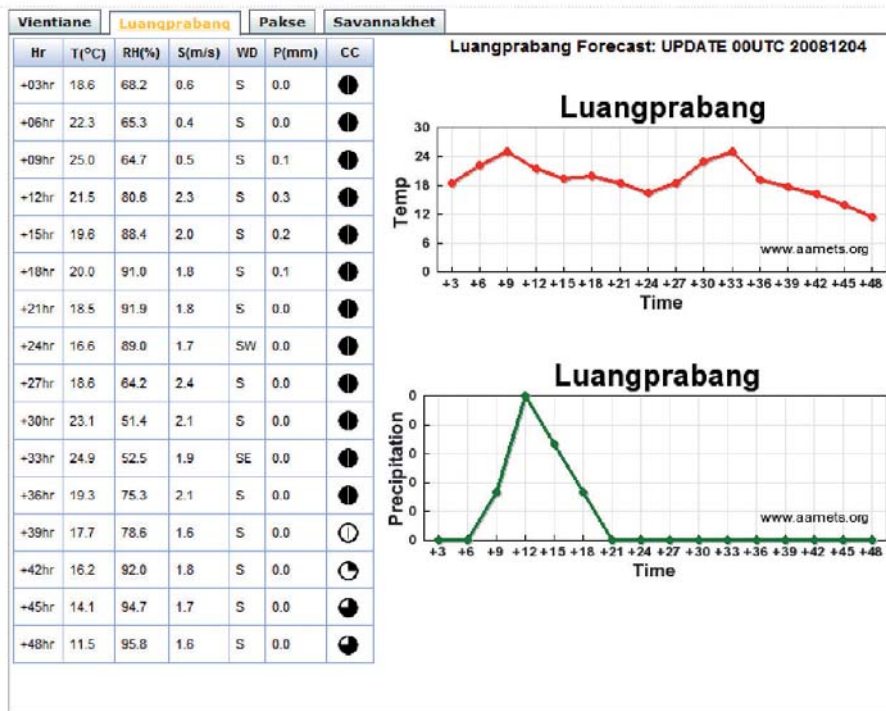 Vientiane Luangprabang Pakse Savannakhet
Hr T(°C) RH(%) S(m/s) WD P(mm) CC
+03hr 18.6 68.2 0.6 S 0.0
+06hr 22.3 65.3 0.4 S 0.0
+09hr 25.0 64.7 0.5 S 0.1
+12hr 21.5 80.6 2.3 S 0.3
+15hr 19.6 88.4 2.0 S 0.2
+18hr 20.0 91.0 1.8 S 0.1
+21hr 18.5 91.9 1.8 S 0.0
+24hr 16.6 89.0 1.7 SW 0.0
+27hr 18.6 64.2 2.4 S 0.0
+30hr 23.1 51.4 2.1 S 0.0
+33hr 24.9 52.5 1.9 SE 0.0
+36hr 19.3 75.3 2.1 S 0.0
+39hr 17.7 78.6 1.6 S 0.0
+42hr 16.2 92.0 1.8 S 0.0
+45hr 14.1 94.7 1.7 S 0.0
+48hr 11.5 95.8 1.6 S 0.0
Luangprabang Forecast: UPDATE 00UTC 20081204
Luangprabang
30
24
18
12
6
0
Temp
www.aamets.org
+3 +6 +9 +12 +15 +18 +21 +24 +27 +30 +33 +36 +39 +42 +45 +48
Time
Luangprabang
0
0
0
0
0
0
Precipitation
www.aamets.org
+3 +6 +9 +12 +15 +18 +21 +24 +27 +30 +33 +36 +39 +42 +45 +48
Time